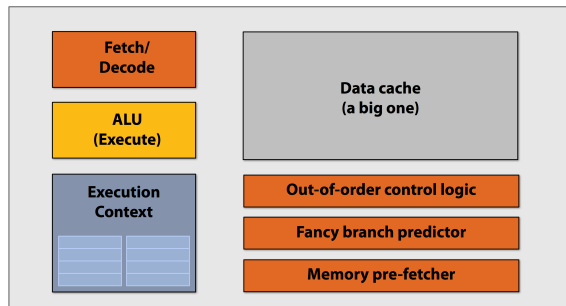 Fetch/
Decode
ALU
(Execute)
Execution
Context
Data cache
(a big one)
Out-of-order control logic
Fancy branch predictor
Memory pre-fetcher